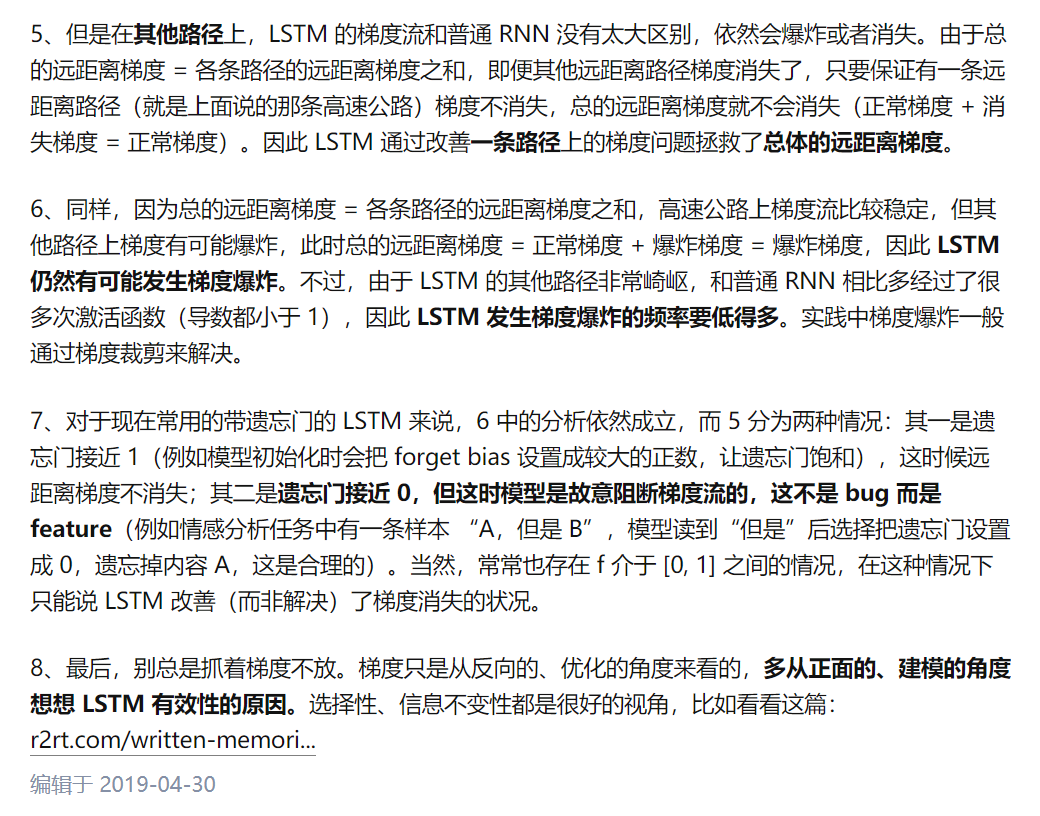 5、但是在其他路径上，LSTM 的梯度流和普通 RNN 没有太大区别，依然会爆炸或者消失。由于总
的远距离梯度 = 各条路径的远距离梯度之和，即便其他远距离路径梯度消失了，只要保证有一条远
距离路径（就是上面说的那条高速公路）梯度不消失，总的远距离梯度就不会消失（正常梯度 + 消
失梯度 = 正常梯度）。因此 LSTM 通过改善一条路径上的梯度问题拯救了总体的远距离梯度。
6、同样，因为总的远距离梯度 = 各条路径的远距离梯度之和，高速公路上梯度流比较稳定，但其
他路径上梯度有可能爆炸，此时总的远距离梯度 = 正常梯度 + 爆炸梯度 = 爆炸梯度，因此 LSTM
仍然有可能发生梯度爆炸。不过，由于 LSTM 的其他路径非常崎岖，和普通 RNN 相比多经过了很
多次激活函数（导数都小于 1），因此 LSTM 发生梯度爆炸的频率要低得多。实践中梯度爆炸一般
通过梯度裁剪来解决。
7、对于现在常用的带遗忘门的 LSTM 来说，6 中的分析依然成立，而 5 分为两种情况：其一是遗
忘门接近 1（例如模型初始化时会把 forget bias 设置成较大的正数，让遗忘门饱和），这时候远
距离梯度不消失；其二是遗忘门接近 0，但这时模型是故意阻断梯度流的，这不是 bug 而是
feature（例如情感分析任务中有一条样本 “A，但是 B”，模型读到“但是”后选择把遗忘门设置
成 0，遗忘掉内容 A，这是合理的）。当然，常常也存在 f 介于 [0, 1] 之间的情况，在这种情况下
只能说 LSTM 改善（而非解决）了梯度消失的状况。
8、最后，别总是抓着梯度不放。梯度只是从反向的、优化的角度来看的，多从正面的、建模的角度
想想 LSTM 有效性的原因。选择性、信息不变性都是很好的视角，比如看看这篇：
r2rt.com/written-memori...
编辑于 2019-04-30